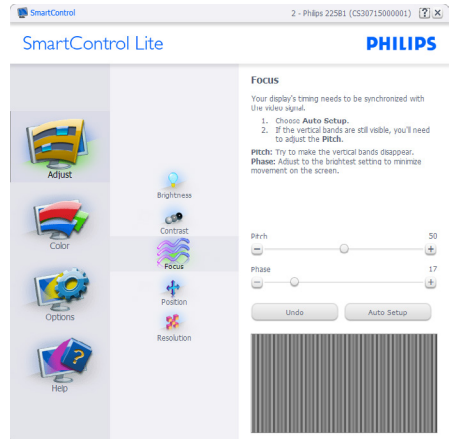 SmartControl
2 - Philips 225B1 (CS30715000001)
?
X
SmartControl Lite
PHILIPS
Adjust
Color
Options
Help
Brightness
Contrast
Focus
Position
Resolution
Focus
Your display's timing needs to be synchronized with
the video signal.
1. Choose Auto Setup.
2. If the vertical bands are still visible, you'll need
to adjust the Pitch.
Pitch: Try to make the vertical bands disappear.
Phase: Adjust to the brightest setting to minimize
movement on the screen.
Pitch 50
− +
Phase 17
− +
Undo Auto Setup